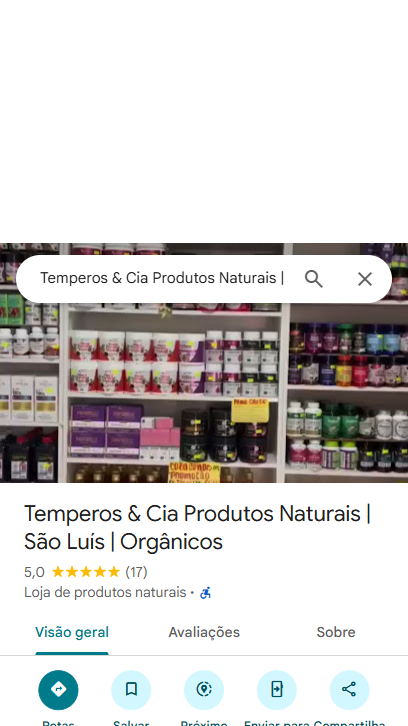 Temperos & Cia Produtos Naturais |
Temperos & Cia Produtos Naturais |
São Luís | Orgânicos
5,0 (17)
Loja de produtos naturais •
Visão geral
Avaliações
Sobre
Rotas
Salvar
Próximo
Enviar para
Compartilha